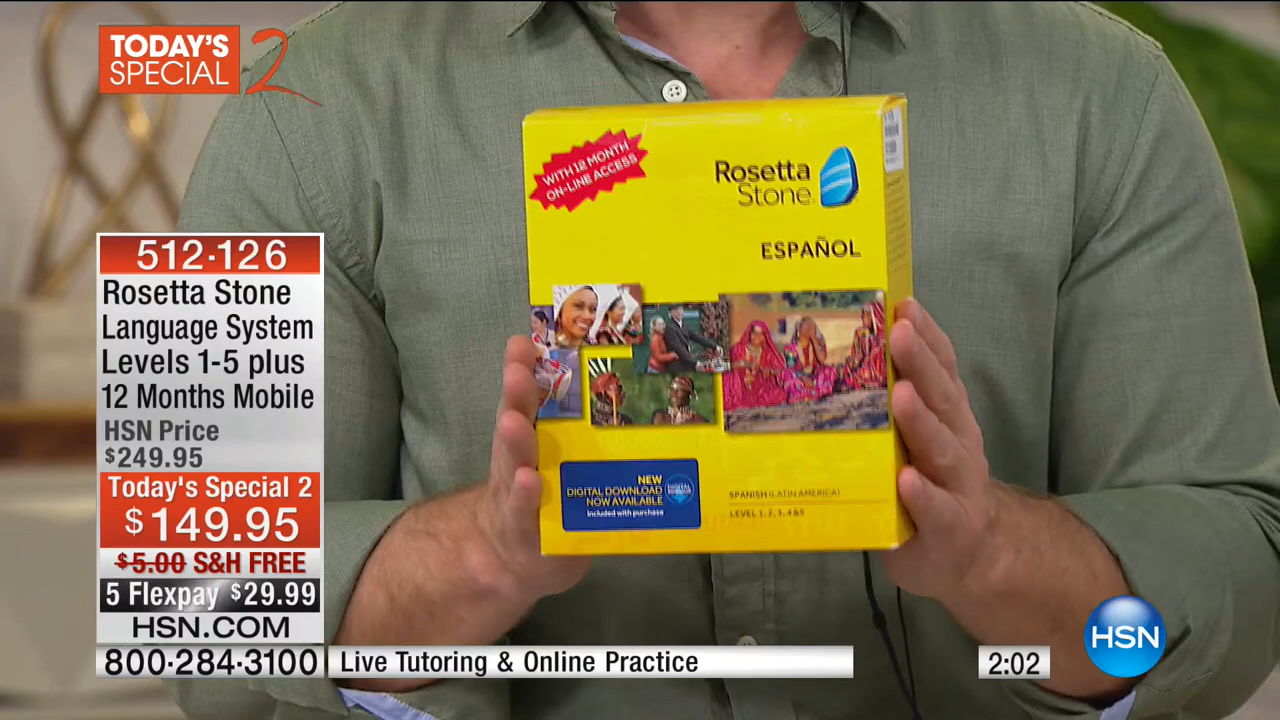 TODAY'S
SPECIAL 2
512-126
Rosetta Stone
Language System
Levels 1-5 plus
12 Months Mobile
HSN Price
$249.95
Today's Special 2
$149.95
$5.00 S&H FREE
5 Flexpay $29.99
HSN.COM
800-284-3100
Live Tutoring & Online Practice
2:02
HSN
WITH 12 MONTH
ON-LINE ACCESS
Rosetta
Stone
ESPAÑOL
NEW
DIGITAL DOWNLOAD
NOW AVAILABLE
Included with purchase
DIGITAL
SPANISH (LATIN AMERICA)
LEVEL 1, 2, 3, 4 & 5